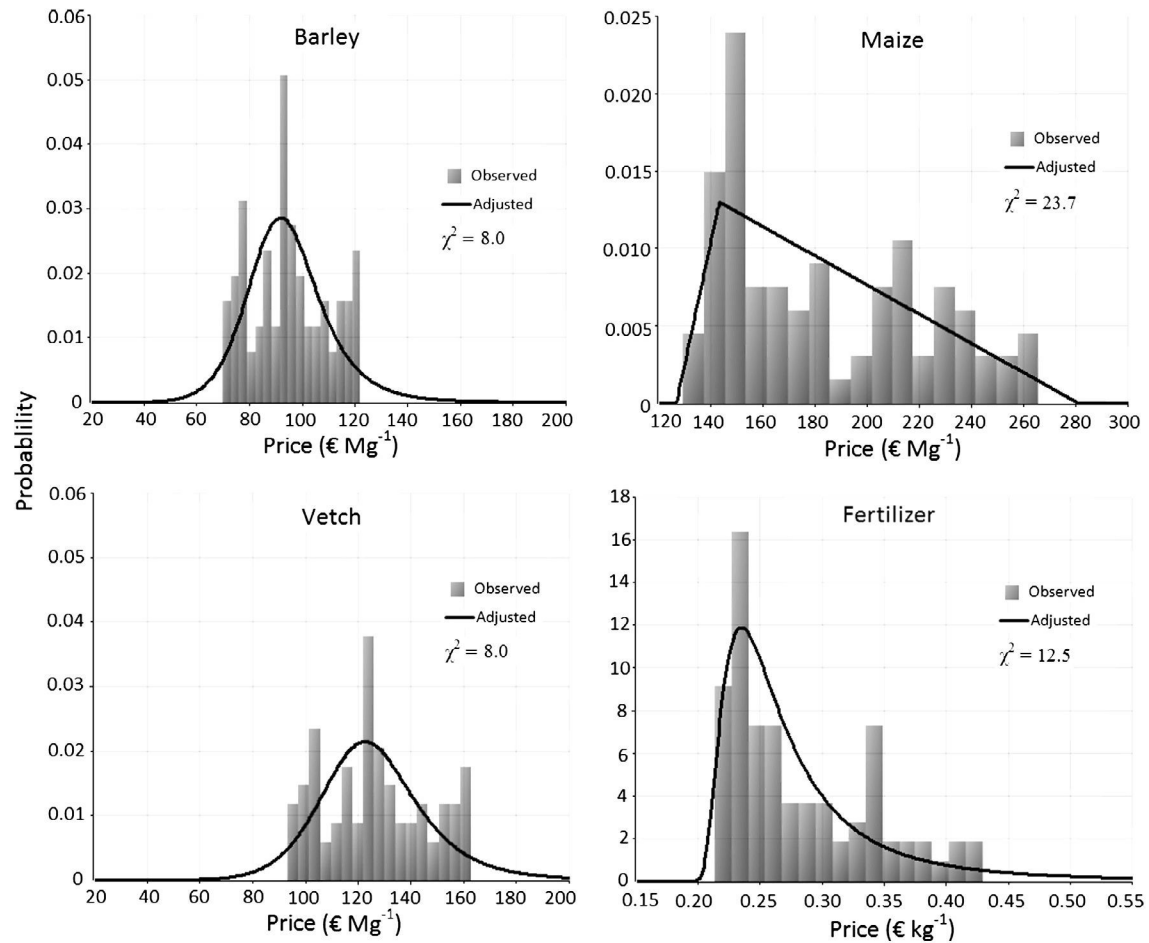 Probablility
Barley
0.06
0.05
0.04
0.03
0.02
0.01
0
Observed
Adjusted
χ² = 8.0
20 40 60 80 100 120 140 160 180 200
Price (€ Mg⁻¹)
Maize
0.025
0.020
0.015
0.010
0.005
0
Observed
Adjusted
χ² = 23.7
120 140 160 180 200 220 240 260 280 300
Price (€ Mg⁻¹)
Vetch
0.06
0.05
0.04
0.03
0.02
0.01
0
Observed
Adjusted
χ² = 8.0
20 40 60 80 100 120 140 160 180 200
Price (€ Mg⁻¹)
Fertilizer
18
16
14
12
10
8
6
4
2
0
Observed
Adjusted
χ² = 12.5
0.15 0.20 0.25 0.30 0.35 0.40 0.45 0.50 0.55
Price (€ kg⁻¹)